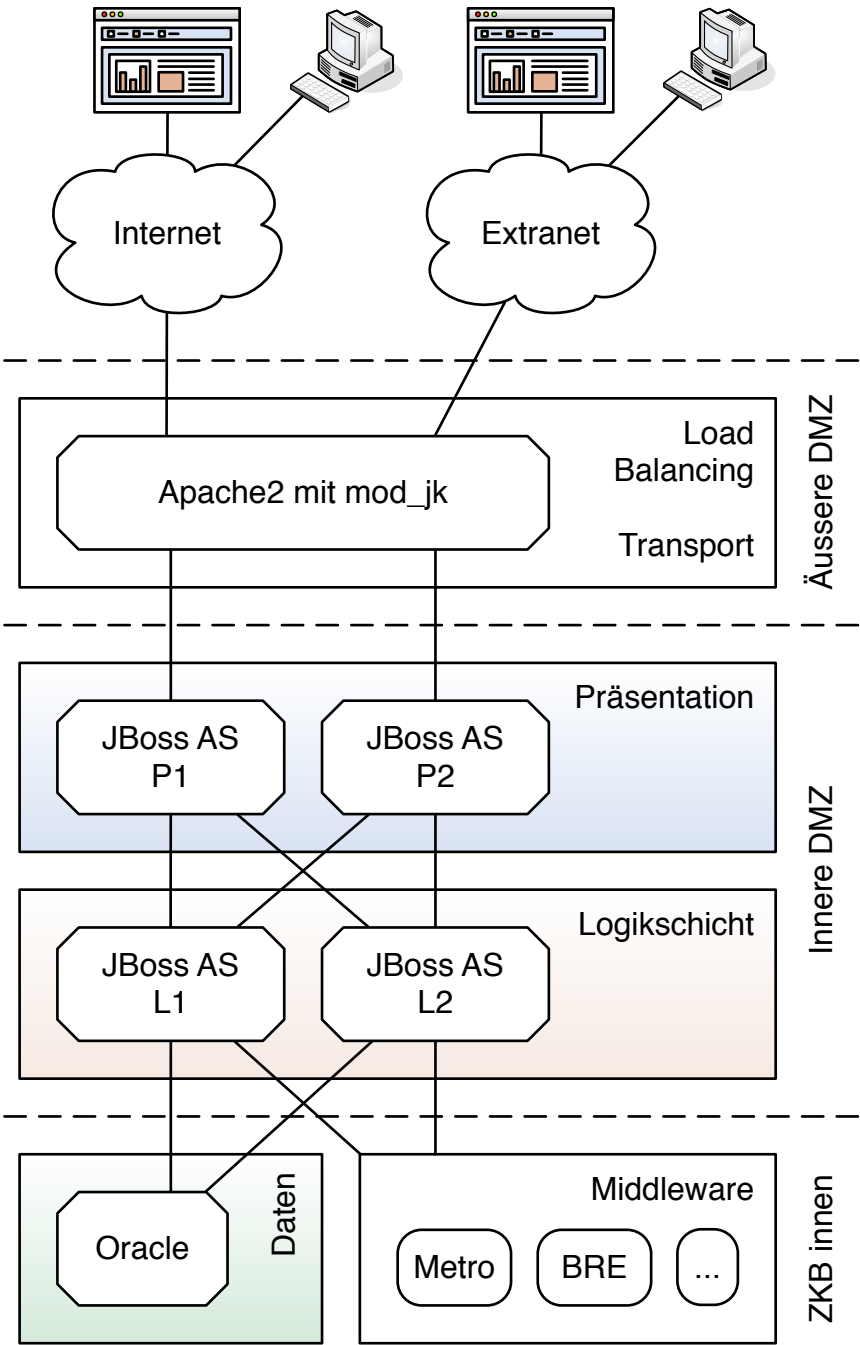 Internet
Extranet
Load
Balancing
Apache2 mit mod_jk
Transport
Äussere DMZ
Präsentation
JBoss AS
P1
JBoss AS
P2
Innere DMZ
Logikschicht
JBoss AS
L1
JBoss AS
L2
Daten
Oracle
Middleware
Metro
BRE
...
ZKB innen